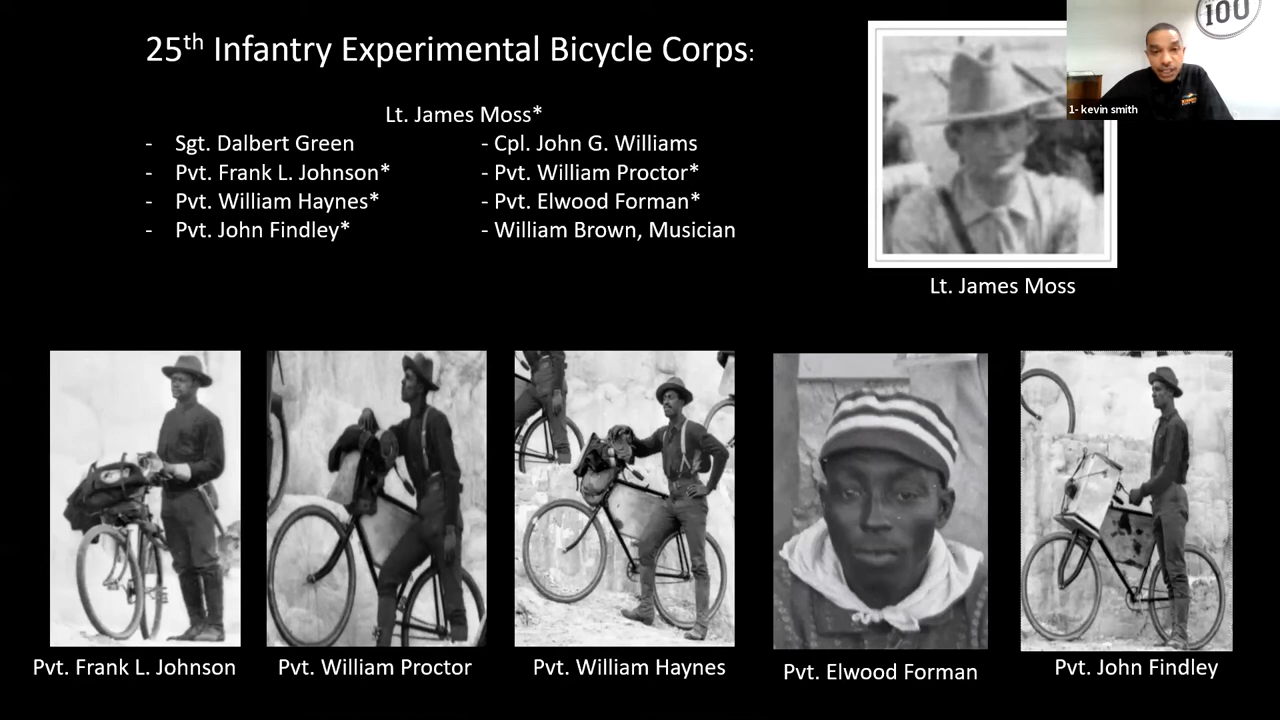 25th Infantry Experimental Bicycle Corps:
Lt. James Moss*
- Sgt. Dalbert Green
- Pvt. Frank L. Johnson*
- Pvt. William Haynes*
- Pvt. John Findley*
- Cpl. John G. Williams
- Pvt. William Proctor*
- Pvt. Elwood Forman*
- William Brown, Musician
100
1- kevin smith
Lt. James Moss
Pvt. Frank L. Johnson
Pvt. William Proctor
Pvt. William Haynes
Pvt. Elwood Forman
Pvt. John Findley